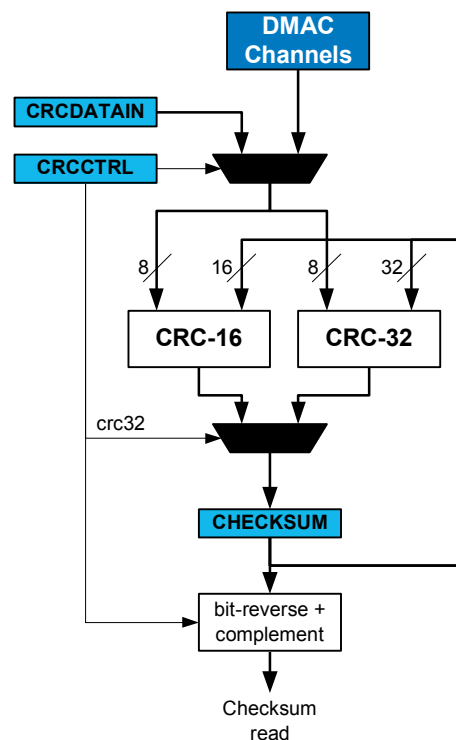 DMAC
Channels
CRCDATAIN
CRCCTRL
8
16
8
32
CRC-16
CRC-32
crc32
CHECKSUM
bit-reverse +
complement
Checksum
read